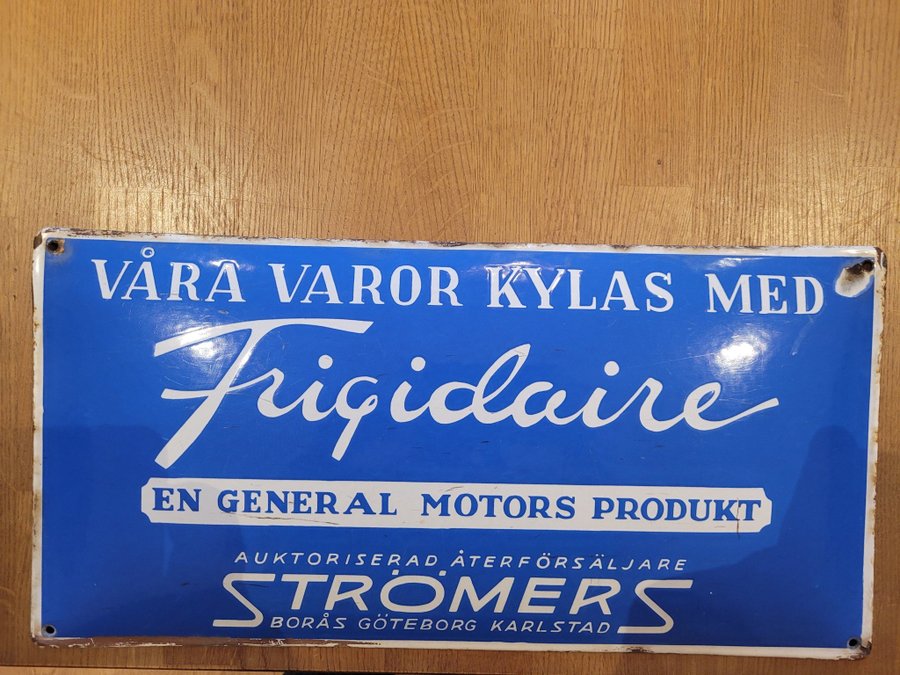 VÅRA VAROR KYLAS MED
Frigidaire
EN GENERAL MOTORS PRODUKT
AUKTORISERAD ÅTERFÖRSÄLJARE
STRÖMERS
BORÅS GÖTEBORG KARLSTAD